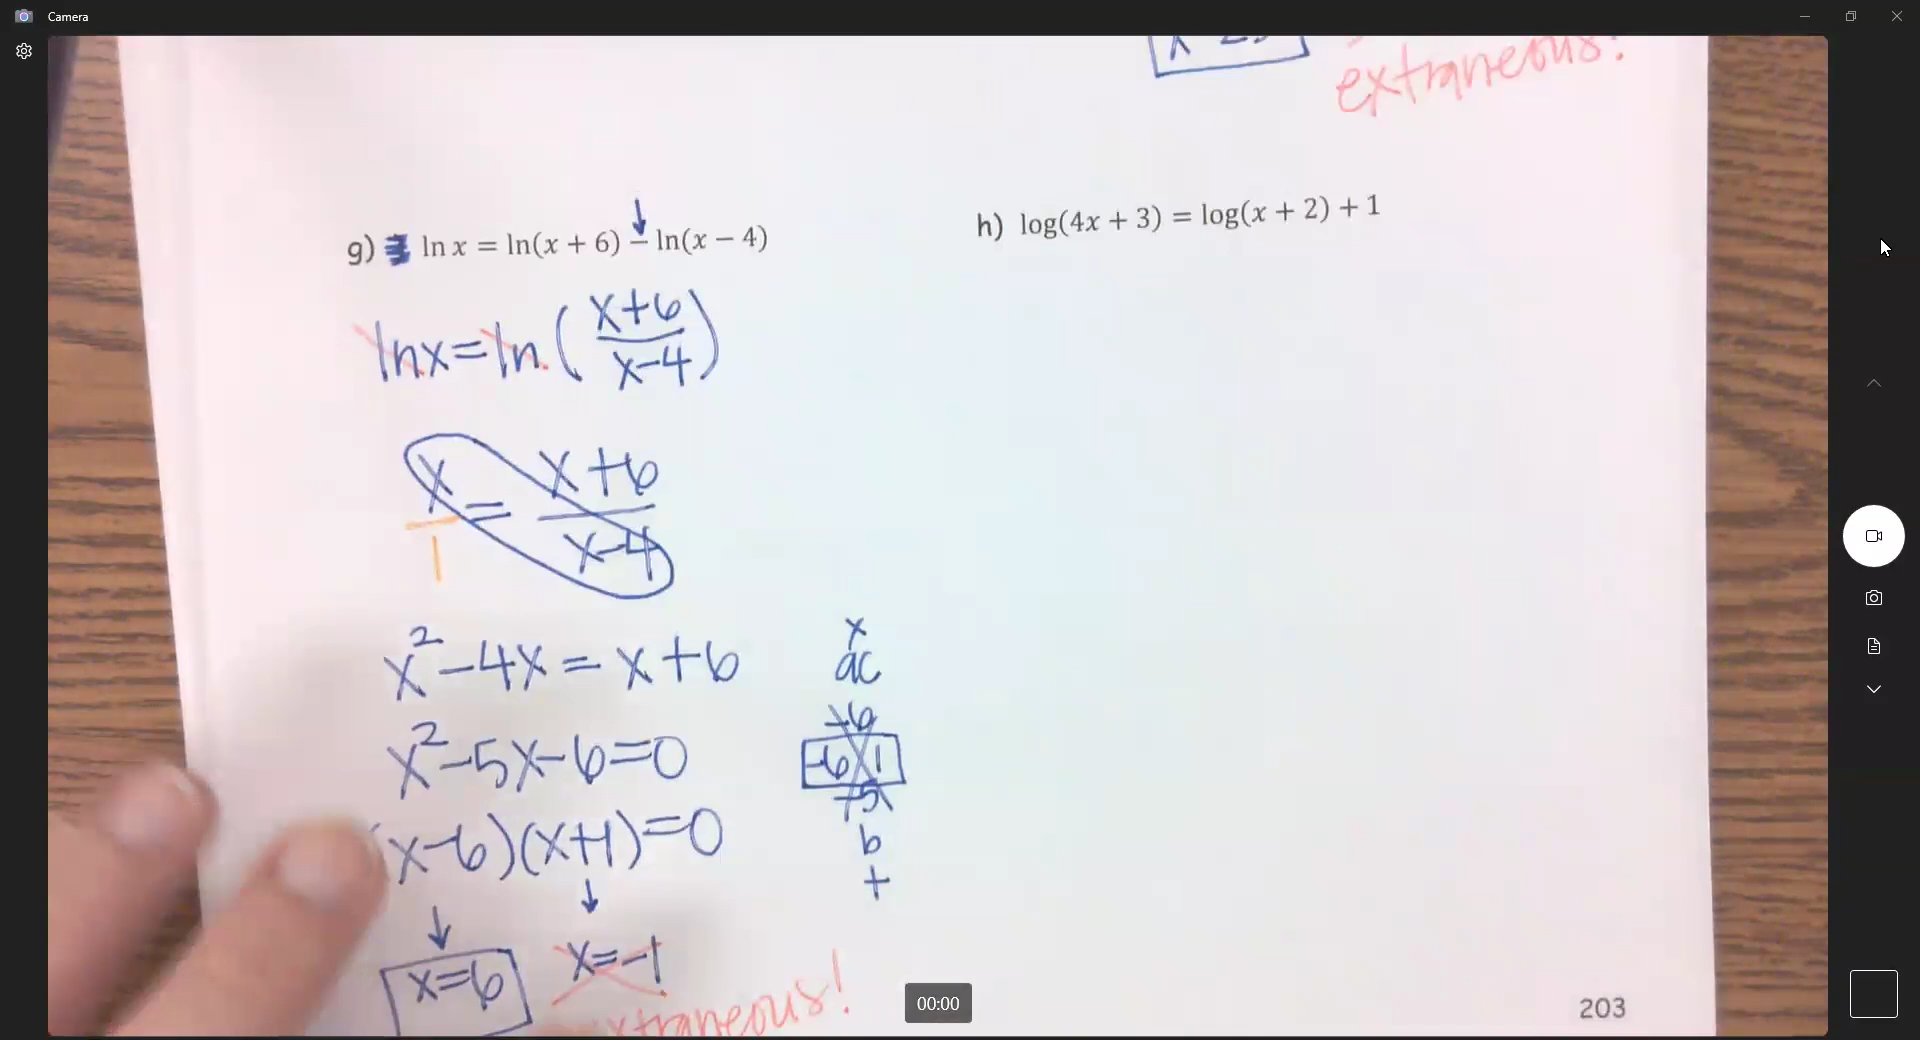 Camera
extraneous!
g) ln x = ln(x + 6) − ln(x − 4)
lnx=ln(x+6/x-4)
x/1 = x+6/x-4
x²-4x=x+6
x²-5x-6=0
(x-6)(x+1)=0
x=6 x=-1
extraneous!
x
ac
-6
-6 1
-5
b
+
h) log(4x + 3) = log(x + 2) + 1
00:00
203